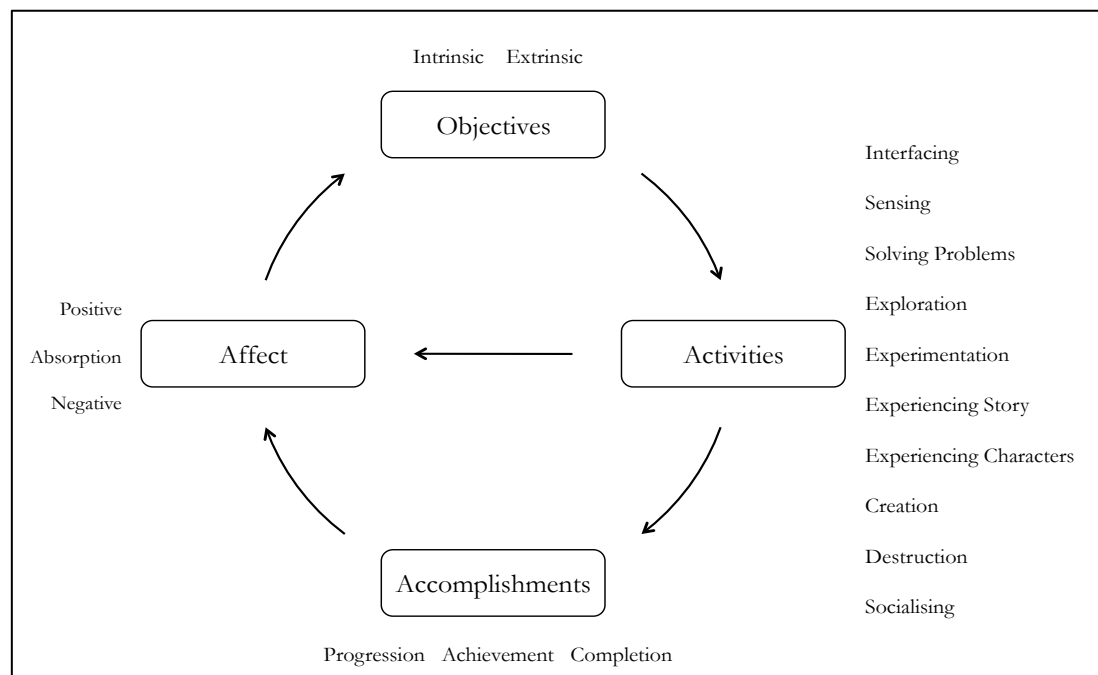 Intrinsic Extrinsic
Objectives
Interfacing
Sensing
Solving Problems
Exploration
Experimentation
Experiencing Story
Experiencing Characters
Creation
Destruction
Socialising
Positive
Absorption
Negative
Affect
Activities
Accomplishments
Progression Achievement Completion